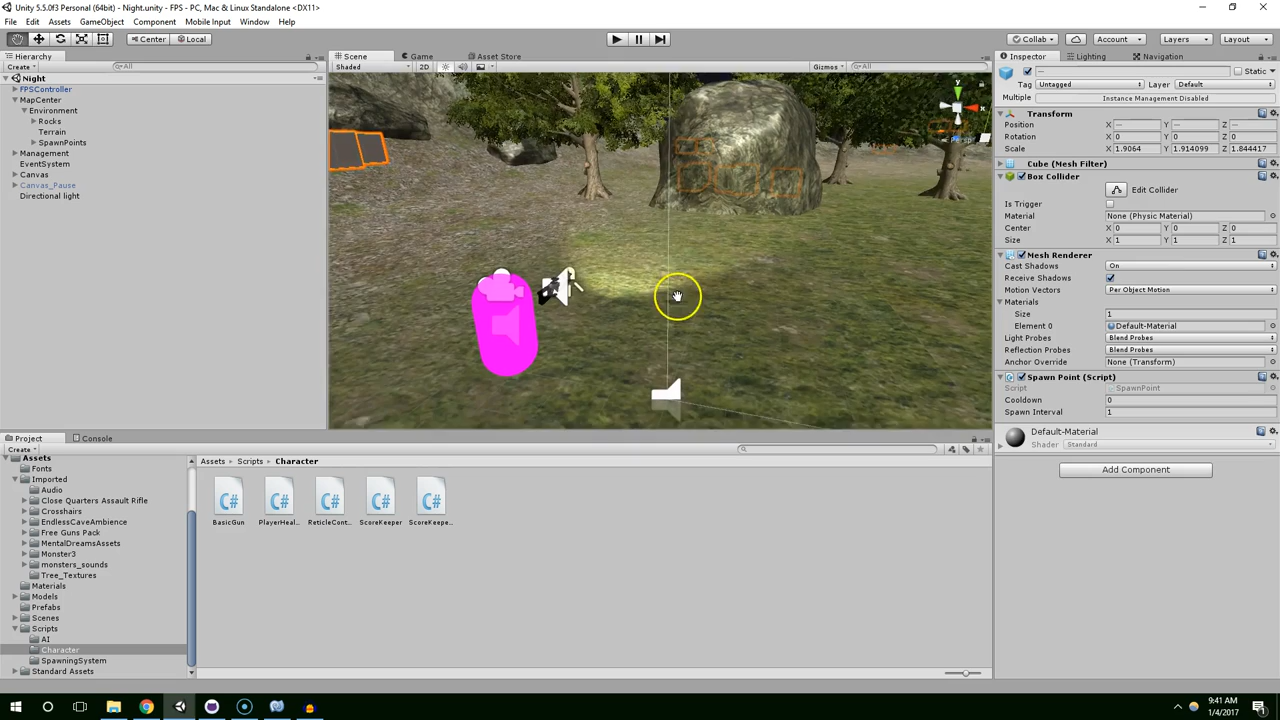 Unity 5.5.0f3 Personal (64bit) - Night.unity - FPS - PC, Mac & Linux Standalone <DX11>
File Edit Assets GameObject Component Mobile Input Window Help
Center Local Collab Account Layers Layout
Hierarchy Scene Game Asset Store Inspector Lighting Navigation
Create All Shaded 2D Gizmos All
Static
Night
Tag Untagged Layer Default
FPSController
Multiple Instance Management Disabled
MapCenter
Environment
Rocks
Terrain
SpawnPoints
Management
EventSystem
Canvas
Canvas_Pause
Directional light
y
Persp
Transform
Position X — Y — Z —
Rotation X 0 Y 0 Z 0
Scale X 1.9064 Y 1.914099 Z 1.844417
Cube (Mesh Filter)
Box Collider
Edit Collider
Is Trigger
Material None (Physic Material)
Center X 0 Y 0 Z 0
Size X 1 Y 1 Z 1
Mesh Renderer
Cast Shadows On
Receive Shadows
Motion Vectors Per Object Motion
Materials
Size 1
Element 0 Default-Material
Light Probes Blend Probes
Reflection Probes Blend Probes
Anchor Override None (Transform)
Spawn Point (Script)
Script SpawnPoint
Cooldown 0
Spawn Interval 1
Default-Material
Shader Standard
Add Component
Project Console
Create
Assets
Fonts
Imported
Audio
Close Quarters Assault Rifle
Crosshairs
EndlessCaveAmbience
Free Guns Pack
MentalDreamsAssets
Monster3
monsters_sounds
Tree_Textures
Materials
Models
Prefabs
Scenes
Scripts
AI
Character
SpawningSystem
Standard Assets
Assets Scripts Character
C# C# C# C# C#
BasicGun PlayerHeal... ReticleCont... ScoreKeeper ScoreKeepe...
9:41 AM
1/4/2017